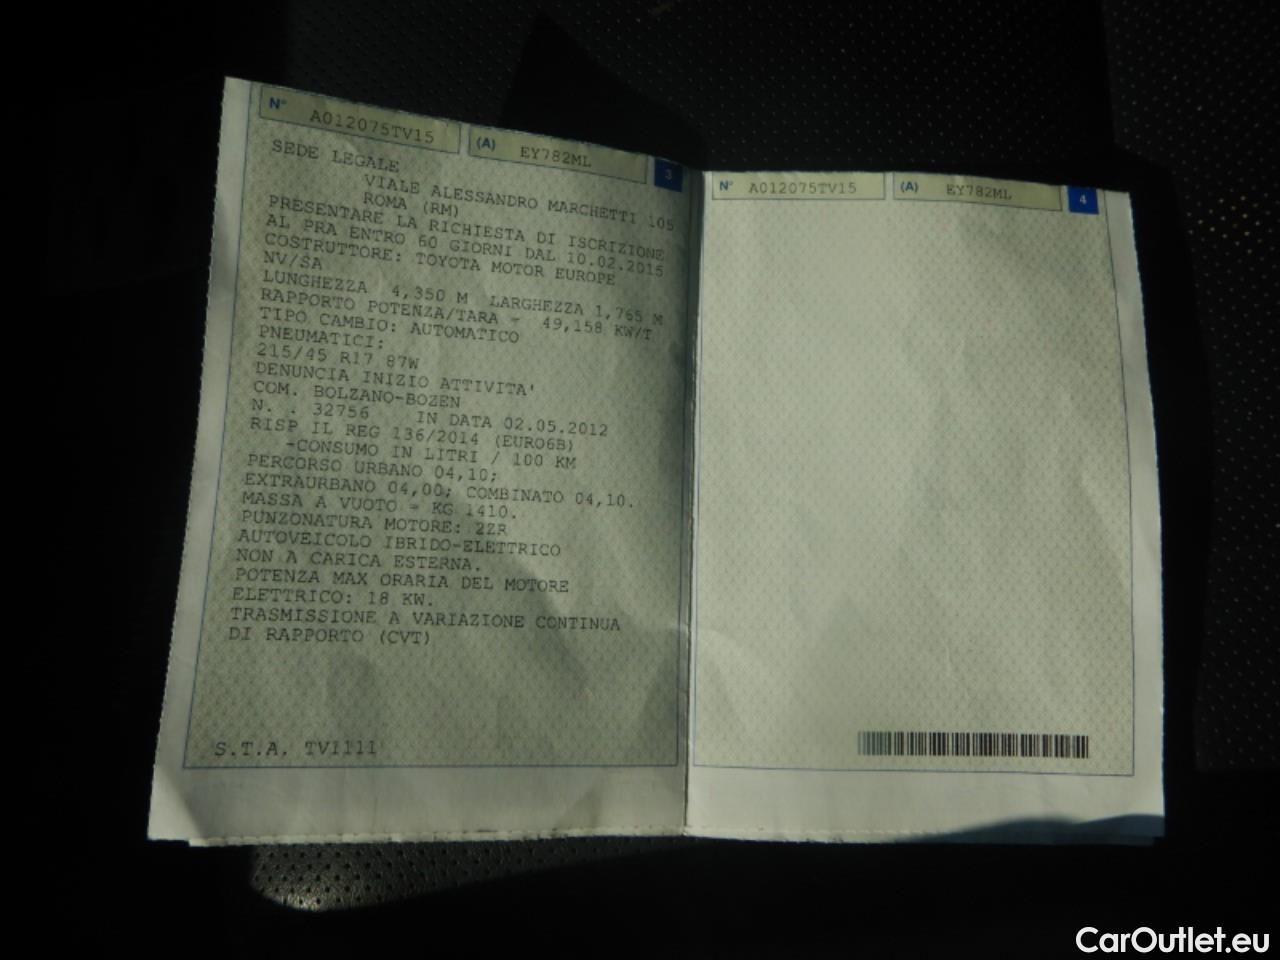 N° A012075TV15 (A) EY782ML 3
SEDE LEGALE
VIALE ALESSANDRO MARCHETTI 105
ROMA (RM)
PRESENTARE LA RICHIESTA DI ISCRIZIONE
AL PRA ENTRO 60 GIORNI DAL 10.02.2015
COSTRUTTORE: TOYOTA MOTOR EUROPE
NV/SA
LUNGHEZZA 4,350 M LARGHEZZA 1,765 M
RAPPORTO POTENZA/TARA = 49,158 KW/T
TIPO CAMBIO: AUTOMATICO
PNEUMATICI:
215/45 R17 87W
DENUNCIA INIZIO ATTIVITA'
COM. BOLZANO-BOZEN
N. . 32756 IN DATA 02.05.2012
RISP IL REG 136/2014 (EURO6B)
-CONSUMO IN LITRI / 100 KM
PERCORSO URBANO 04,10;
EXTRAURBANO 04,00; COMBINATO 04,10.
MASSA A VUOTO = KG 1410.
PUNZONATURA MOTORE: 2ZR
AUTOVEICOLO IBRIDO-ELETTRICO
NON A CARICA ESTERNA.
POTENZA MAX ORARIA DEL MOTORE
ELETTRICO: 18 KW.
TRASMISSIONE A VARIAZIONE CONTINUA
DI RAPPORTO (CVT)
S.T.A. TV1111
N° A012075TV15 (A) EY782ML 4
CarOutlet.eu